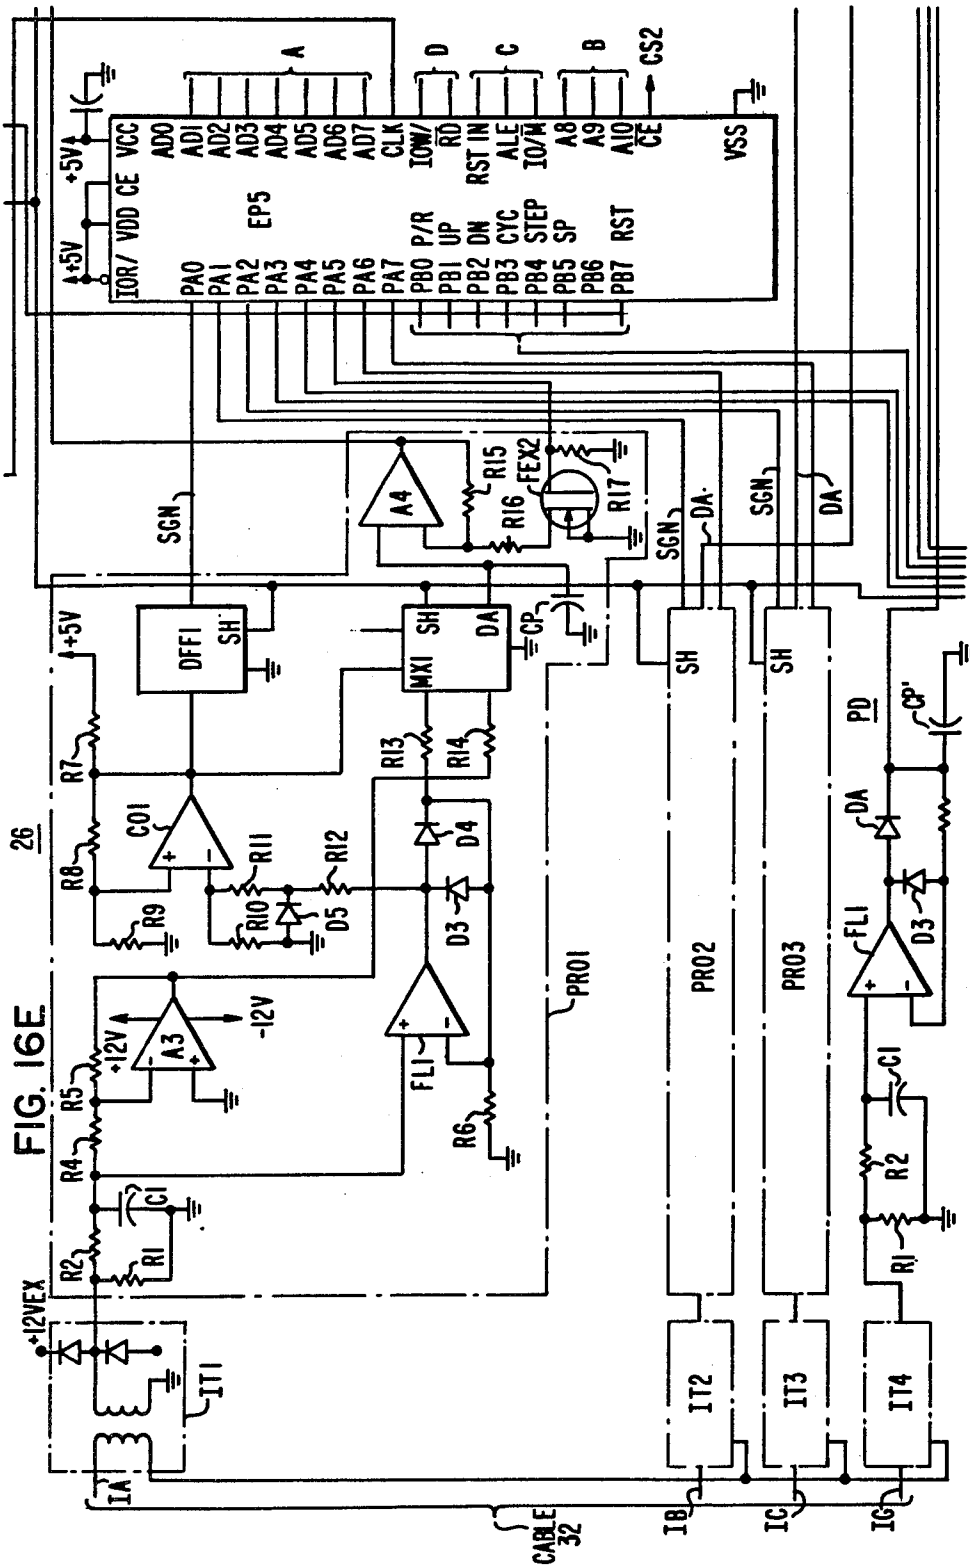 FIG. 16E
26
+5V
+5V
IOR/ VDD CE VCC
EP5
PA0
PA1
PA2
PA3
PA4
PA5
PA6
PA7
PB0 P/R
PB1 UP
PB2 DN
PB3 CYC
PB4 STEP
PB5 SP
PB6
PB7 RST
AD0
AD1
AD2
AD3
AD4
AD5
AD6
AD7
CLK
IOW/
RD
RST IN
ALE
IO/M
A8
A9
A10
CE
VSS
A
D
C
B
CS2
SGN
+5V
R7
R8
R9
CO1
DFF1
SH
R10
R11
R12
D5
A4
R15
R16
FEX2
R17
MX1
SH
DA
CP
R13
R14
D4
D3
FL1
R6
A3
+12V
-12V
R5
R4
C1
R2
R1
PRO1
+12VEX
IT1
IA
CABLE
32
SGN
DA
SH
PRO2
IT2
IB
SGN
DA
SH
PRO3
IT3
IC
PD
DA
CP'
D3
FL1
C1
R2
R1
IT4
IG